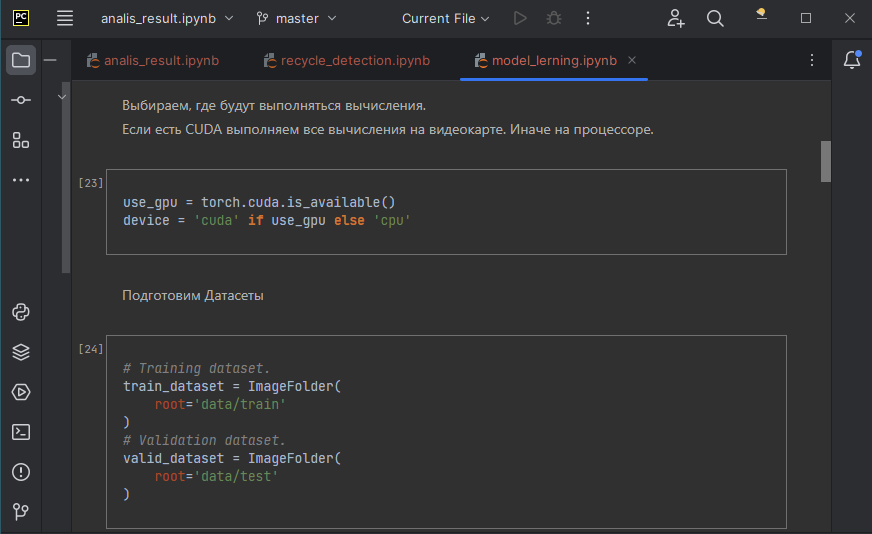 PC
analis_result.ipynb
master
Current File
analis_result.ipynb
recycle_detection.ipynb
model_lerning.ipynb
Выбираем, где будут выполняться вычисления.
Если есть CUDA выполняем все вычисления на видеокарте. Иначе на процессоре.
[23]
use_gpu = torch.cuda.is_available()
device = 'cuda' if use_gpu else 'cpu'
Подготовим Датасеты
[24]
# Training dataset.
train_dataset = ImageFolder(
    root='data/train'
)
# Validation dataset.
valid_dataset = ImageFolder(
    root='data/test'
)